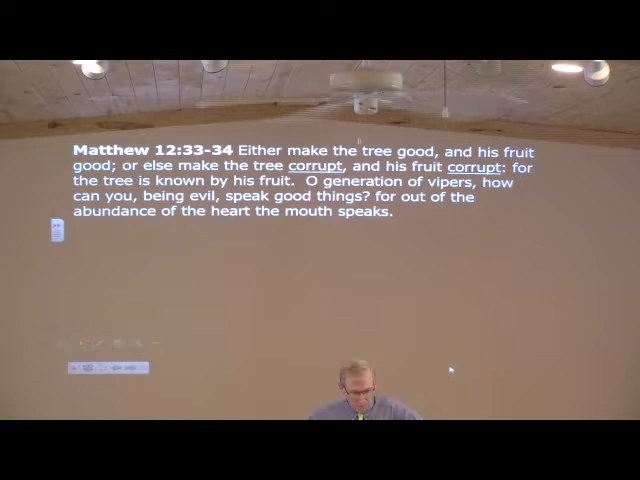 Matthew 12:33-34 Either make the tree good, and his fruit
good; or else make the tree corrupt, and his fruit corrupt: for
the tree is known by his fruit.  O generation of vipers, how
can you, being evil, speak good things? for out of the
abundance of the heart the mouth speaks.